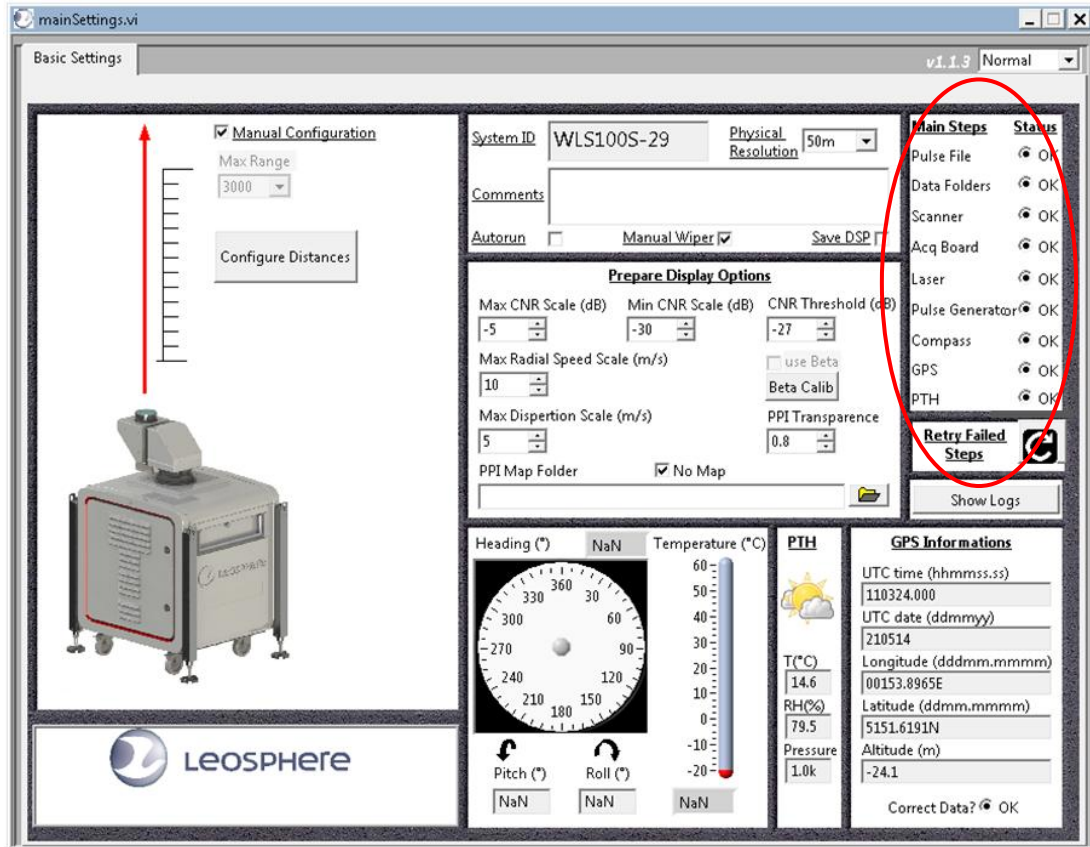 mainSettings.vi
Basic Settings
v1.1.3 Normal
Manual Configuration
Max Range
3000
Configure Distances
LEOSPHERE
LEOSPHERE
System ID WLS100S-29 Physical Resolution 50m
Comments
Autorun Manual Wiper Save DSP
Prepare Display Options
Max CNR Scale (dB) Min CNR Scale (dB) CNR Threshold (dB)
-5 -30 -27
Max Radial Speed Scale (m/s) use Beta
10 Beta Calib
Max Dispertion Scale (m/s) PPI Transparence
5 0.8
PPI Map Folder No Map
Main Steps Status
Pulse File OK
Data Folders OK
Scanner OK
Acq Board OK
Laser OK
Pulse Generator OK
Compass OK
GPS OK
PTH OK
Retry Failed
Steps
Show Logs
Heading (°) NaN
360
330 30
300 60
270 90
240 120
210 150
180
Pitch (°) Roll (°)
NaN NaN
Temperature (°C)
60
50
40
30
20
10
0
-10
-20
NaN
PTH
T(°C)
14.6
RH(%)
79.5
Pressure
1.0k
GPS Informations
UTC time (hhmmss.ss)
110324.000
UTC date (ddmmyy)
210514
Longitude (dddmm.mmmm)
00153.8965E
Latitude (ddmm.mmmm)
5151.6191N
Altitude (m)
-24.1
Correct Data? OK